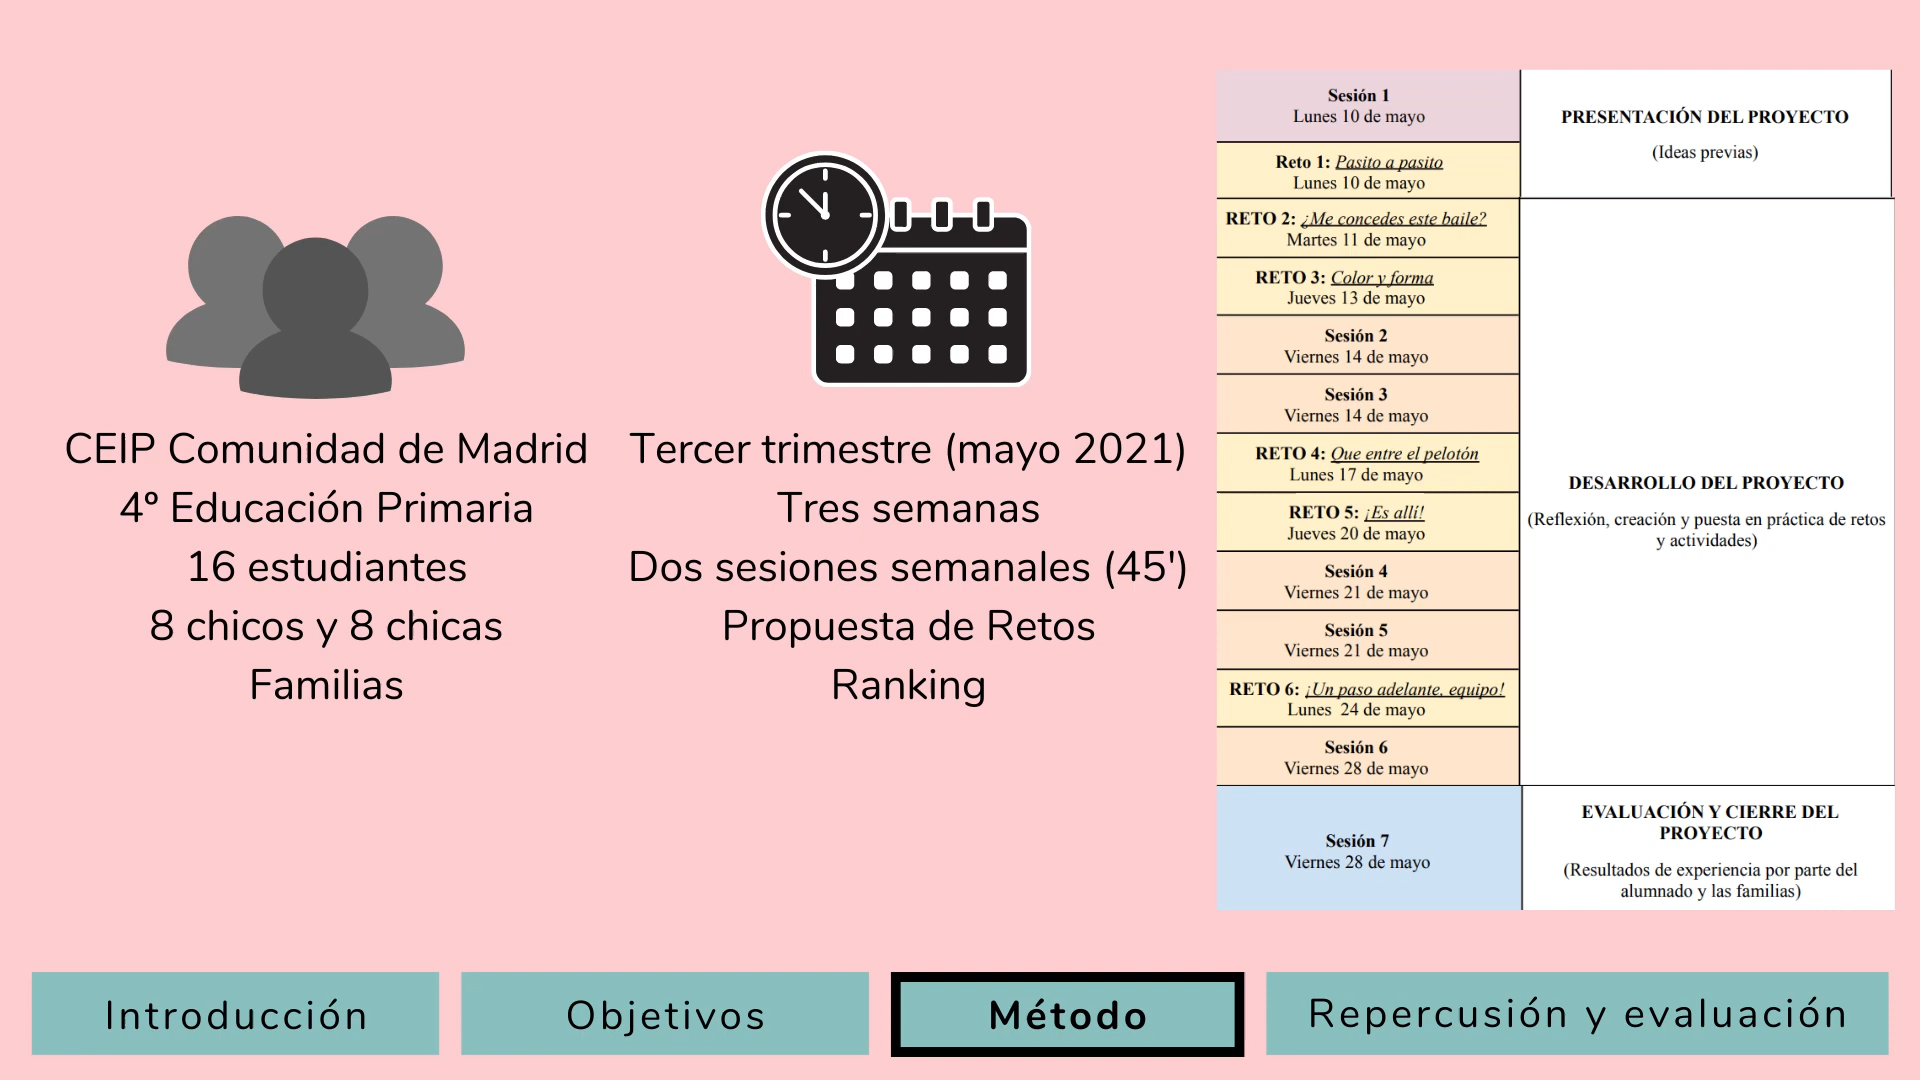 CEIP Comunidad de Madrid
4º Educación Primaria
16 estudiantes
8 chicos y 8 chicas
Familias
Tercer trimestre (mayo 2021)
Tres semanas
Dos sesiones semanales (45')
Propuesta de Retos
Ranking
Sesión 1
Lunes 10 de mayo
Reto 1: Pasito a pasito
Lunes 10 de mayo
PRESENTACIÓN DEL PROYECTO
(Ideas previas)
RETO 2: ¿Me concedes este baile?
Martes 11 de mayo
RETO 3: Color y forma
Jueves 13 de mayo
Sesión 2
Viernes 14 de mayo
Sesión 3
Viernes 14 de mayo
RETO 4: Que entre el pelotón
Lunes 17 de mayo
RETO 5: ¡Es allí!
Jueves 20 de mayo
Sesión 4
Viernes 21 de mayo
Sesión 5
Viernes 21 de mayo
RETO 6: ¡Un paso adelante, equipo!
Lunes 24 de mayo
Sesión 6
Viernes 28 de mayo
DESARROLLO DEL PROYECTO
(Reflexión, creación y puesta en práctica de retos
y actividades)
Sesión 7
Viernes 28 de mayo
EVALUACIÓN Y CIERRE DEL
PROYECTO
(Resultados de experiencia por parte del
alumnado y las familias)
Introducción
Objetivos
Método
Repercusión y evaluación